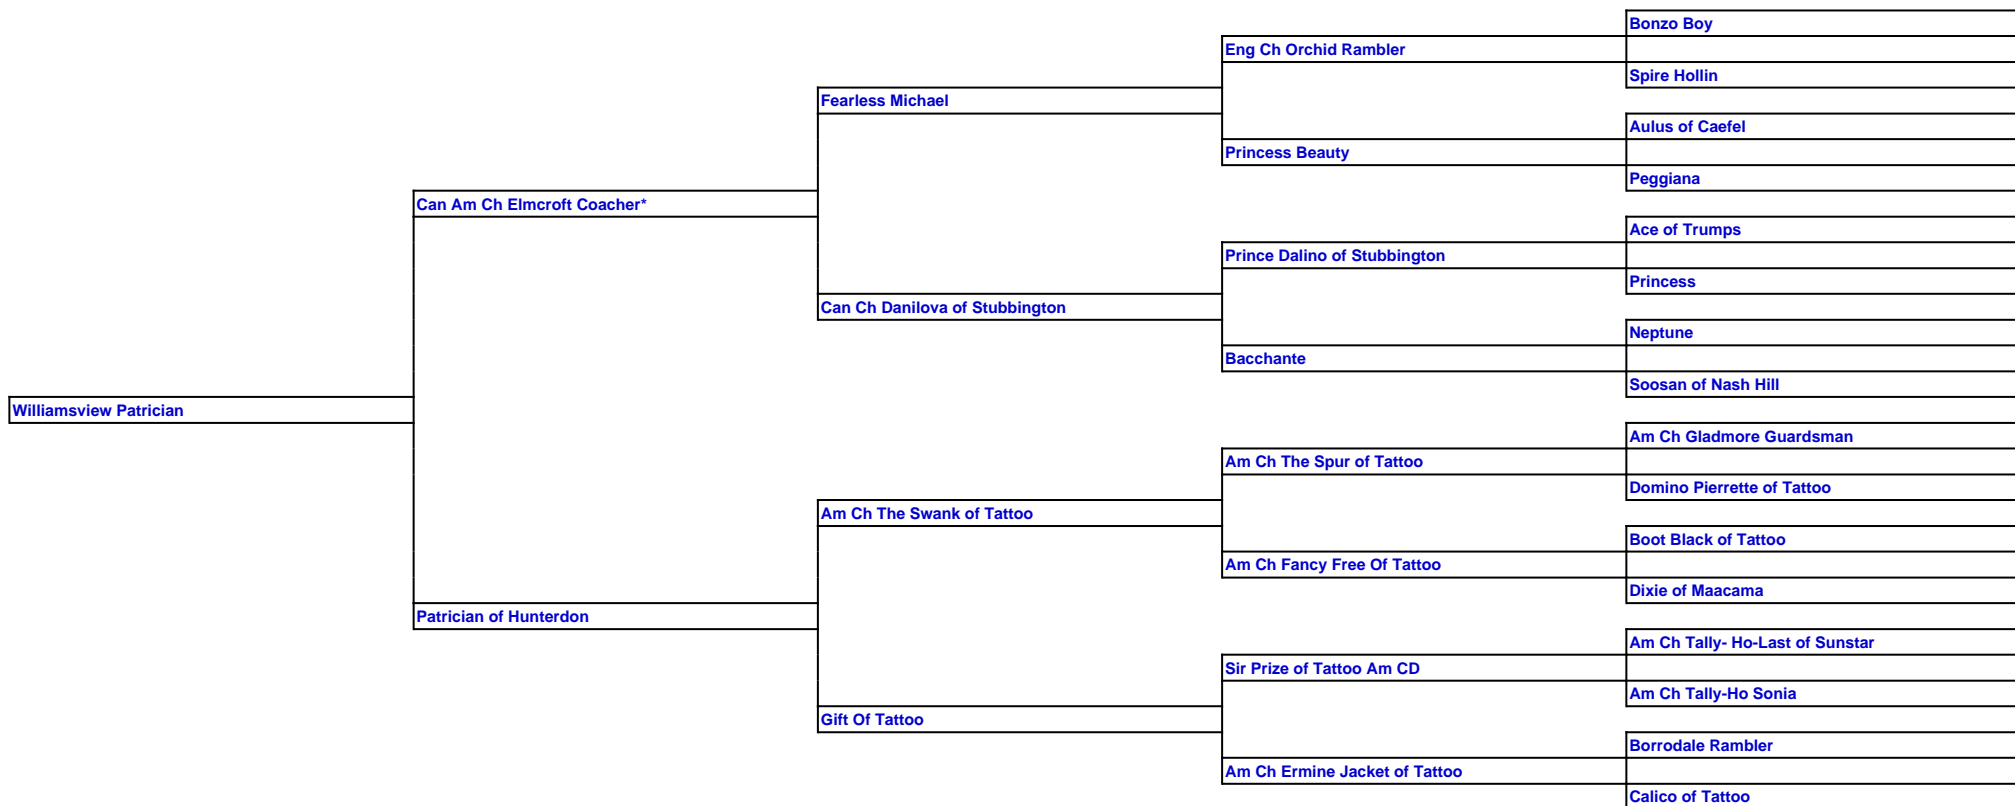 Bonzo Boy
Eng Ch Orchid Rambler
Spire Hollin
Fearless Michael
Aulus of Caefel
Princess Beauty
Peggiana
Can Am Ch Elmcroft Coacher*
Ace of Trumps
Prince Dalino of Stubbington
Princess
Can Ch Danilova of Stubbington
Neptune
Bacchante
Soosan of Nash Hill
Williamsview Patrician
Am Ch Gladmore Guardsman
Am Ch The Spur of Tattoo
Domino Pierrette of Tattoo
Am Ch The Swank of Tattoo
Boot Black of Tattoo
Am Ch Fancy Free Of Tattoo
Dixie of Maacama
Patrician of Hunterdon
Am Ch Tally- Ho-Last of Sunstar
Sir Prize of Tattoo Am CD
Am Ch Tally-Ho Sonia
Gift Of Tattoo
Borrodale Rambler
Am Ch Ermine Jacket of Tattoo
Calico of Tattoo